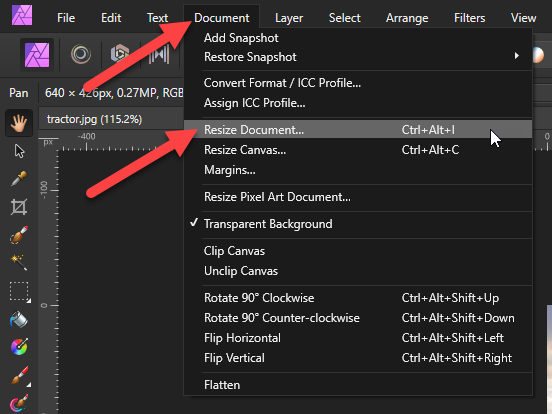 File Edit Text Document Layer Select Arrange Filters View
Add Snapshot
Restore Snapshot
Convert Format / ICC Profile...
Pan 640 × 426px, 0.27MP, RGB
Assign ICC Profile...
tractor.jpg (115.2%)
Resize Document... Ctrl+Alt+I
px -400 0
Resize Canvas... Ctrl+Alt+C
Margins...
-100
Resize Pixel Art Document...
✓ Transparent Background
Clip Canvas
Unclip Canvas
Rotate 90° Clockwise Ctrl+Alt+Shift+Up
0
Rotate 90° Counter-clockwise Ctrl+Alt+Shift+Down
Flip Horizontal Ctrl+Alt+Shift+Left
Flip Vertical Ctrl+Alt+Shift+Right
Flatten